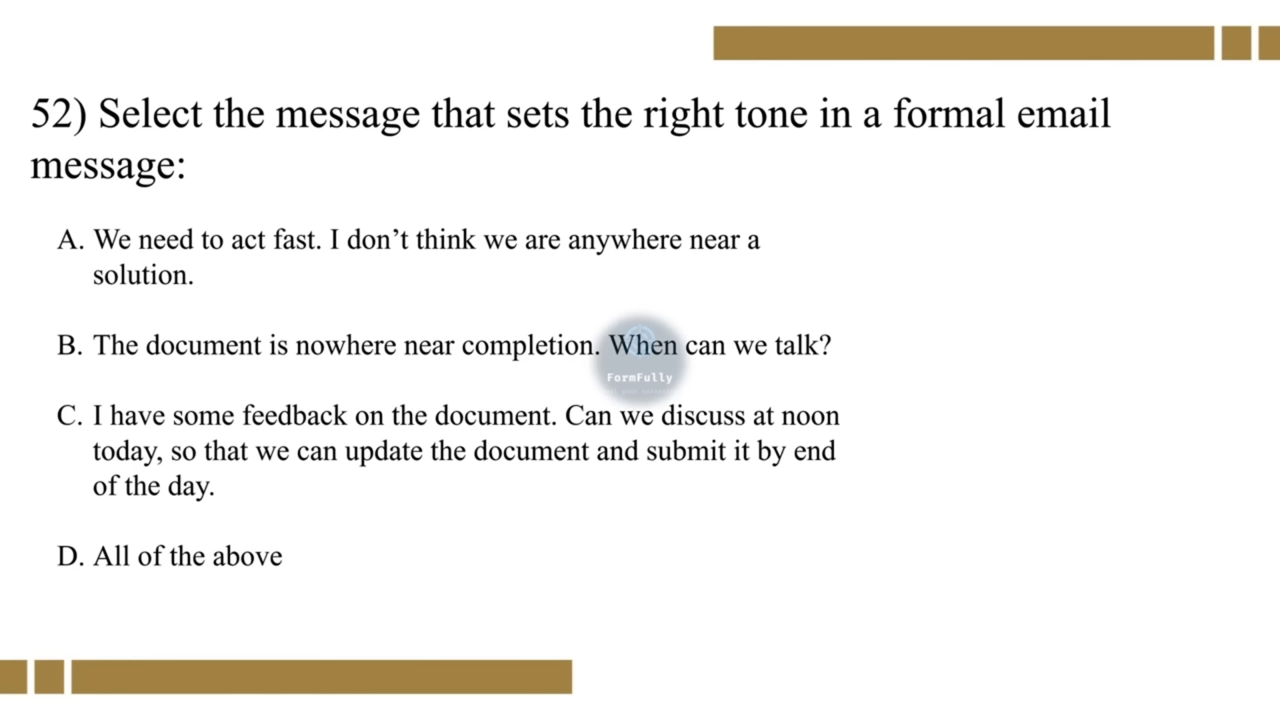 52) Select the message that sets the right tone in a formal email
message:
A. We need to act fast. I don’t think we are anywhere near a
solution.
B. The document is nowhere near completion. When can we talk?
FormFully
C. I have some feedback on the document. Can we discuss at noon
today, so that we can update the document and submit it by end
of the day.
D. All of the above